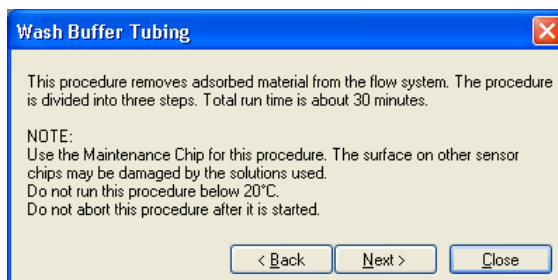 Wash Buffer Tubing
This procedure removes adsorbed material from the flow system. The procedure
is divided into three steps. Total run time is about 30 minutes.
NOTE:
Use the Maintenance Chip for this procedure. The surface on other sensor
chips may be damaged by the solutions used.
Do not run this procedure below 20°C.
Do not abort this procedure after it is started.
< Back Next > Close